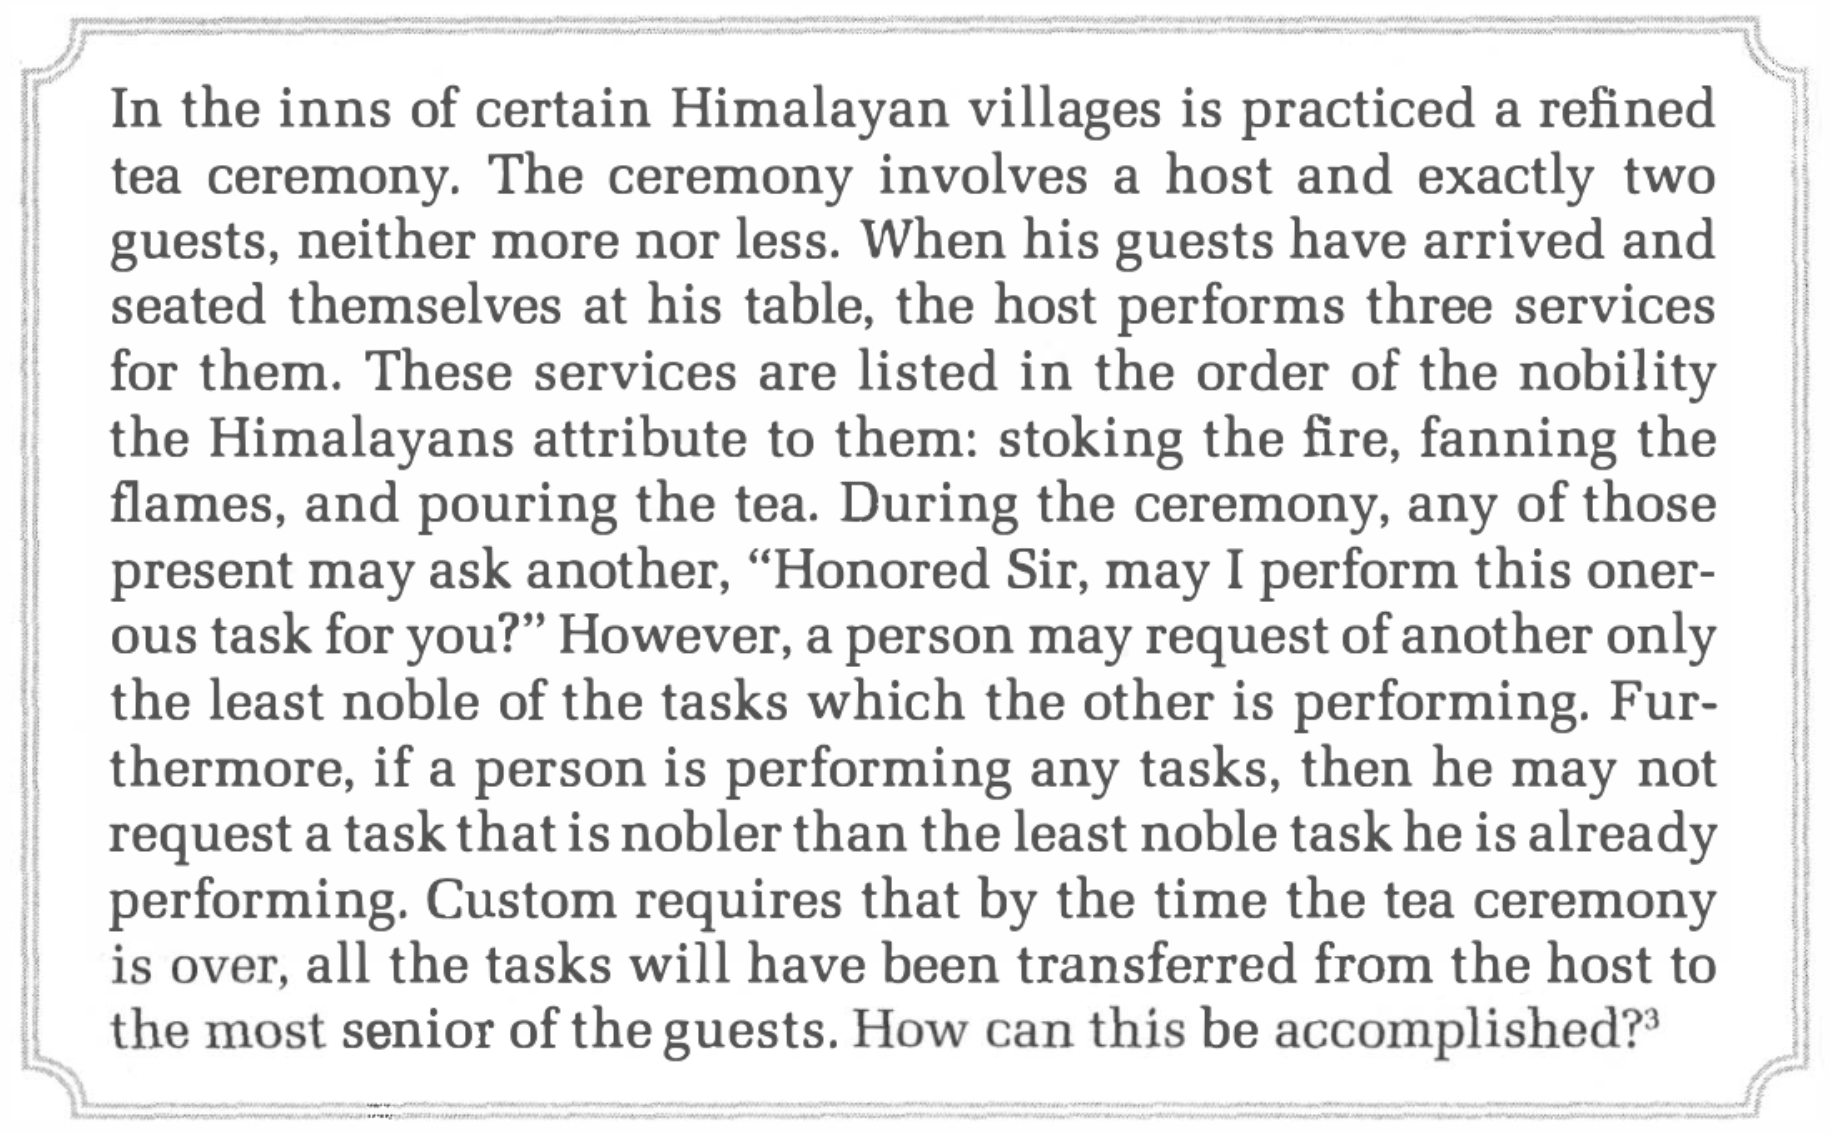 In the inns of certain Himalayan villages is practiced a refined
tea ceremony. The ceremony involves a host and exactly two
guests, neither more nor less. When his guests have arrived and
seated themselves at his table, the host performs three services
for them. These services are listed in the order of the nobility
the Himalayans attribute to them: stoking the fire, fanning the
flames, and pouring the tea. During the ceremony, any of those
present may ask another, “Honored Sir, may I perform this oner-
ous task for you?” However, a person may request of another only
the least noble of the tasks which the other is performing. Fur-
thermore, if a person is performing any tasks, then he may not
request a task that is nobler than the least noble task he is already
performing. Custom requires that by the time the tea ceremony
is over, all the tasks will have been transferred from the host to
the most senior of the guests. How can this be accomplished?³